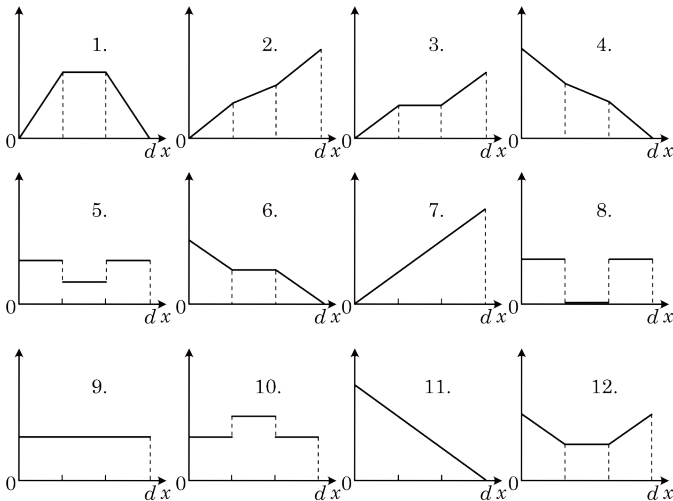 1. 2. 3. 4.
0 d x 0 d x 0 d x 0 d x
5. 6. 7. 8.
0 d x 0 d x 0 d x 0 d x
9. 10. 11. 12.
0 d x 0 d x 0 d x 0 d x